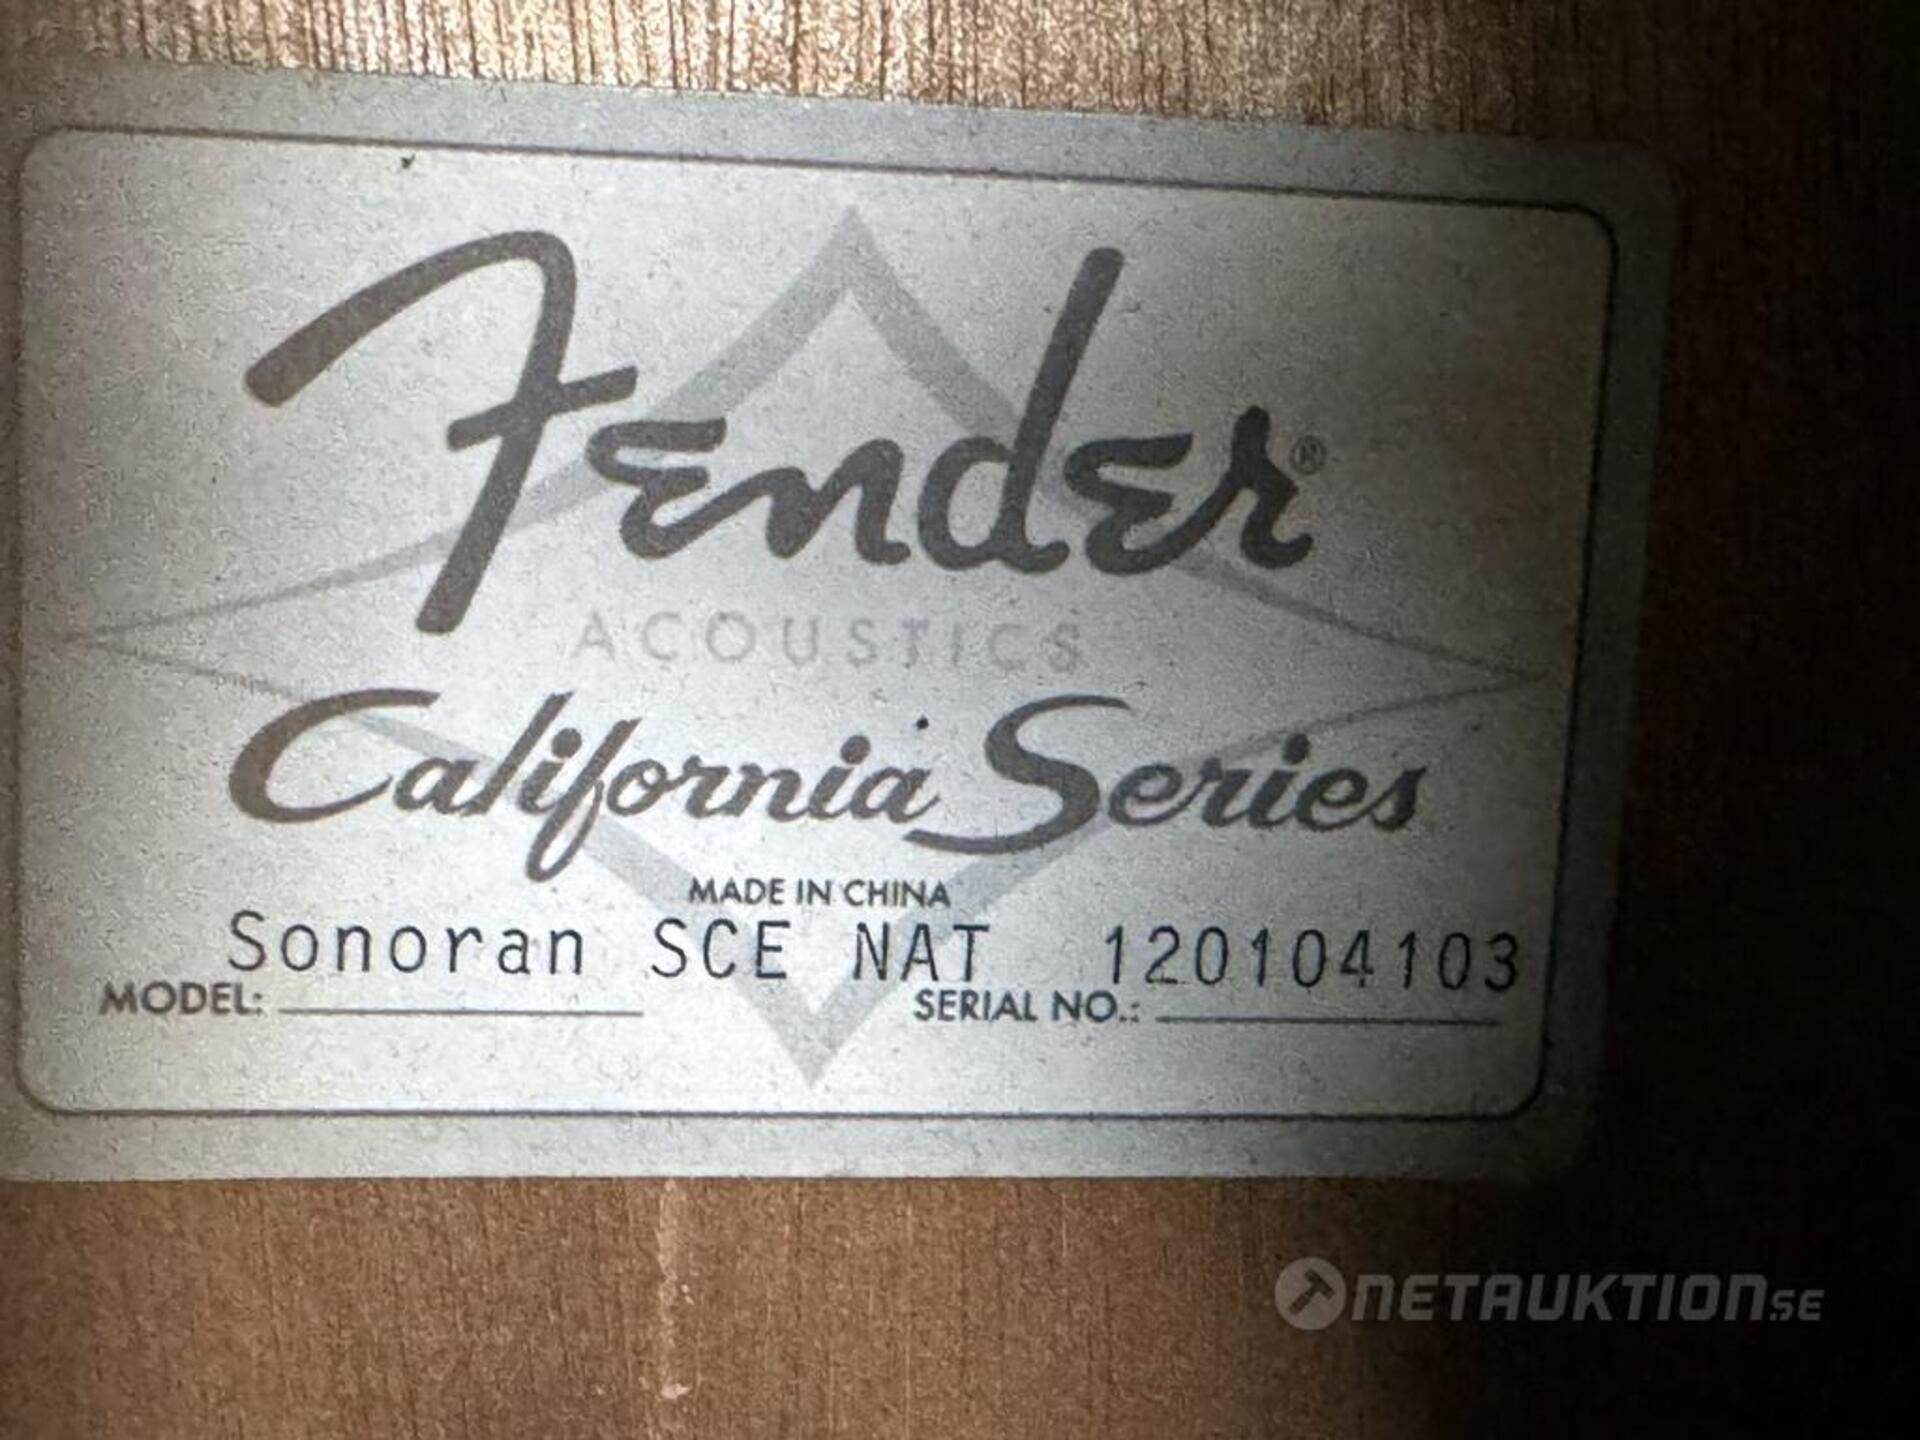 Fender®
ACOUSTICS
California Series
MADE IN CHINA
Sonoran SCE NAT 120104103
MODEL: SERIAL NO.:
NETAUKTION.SE